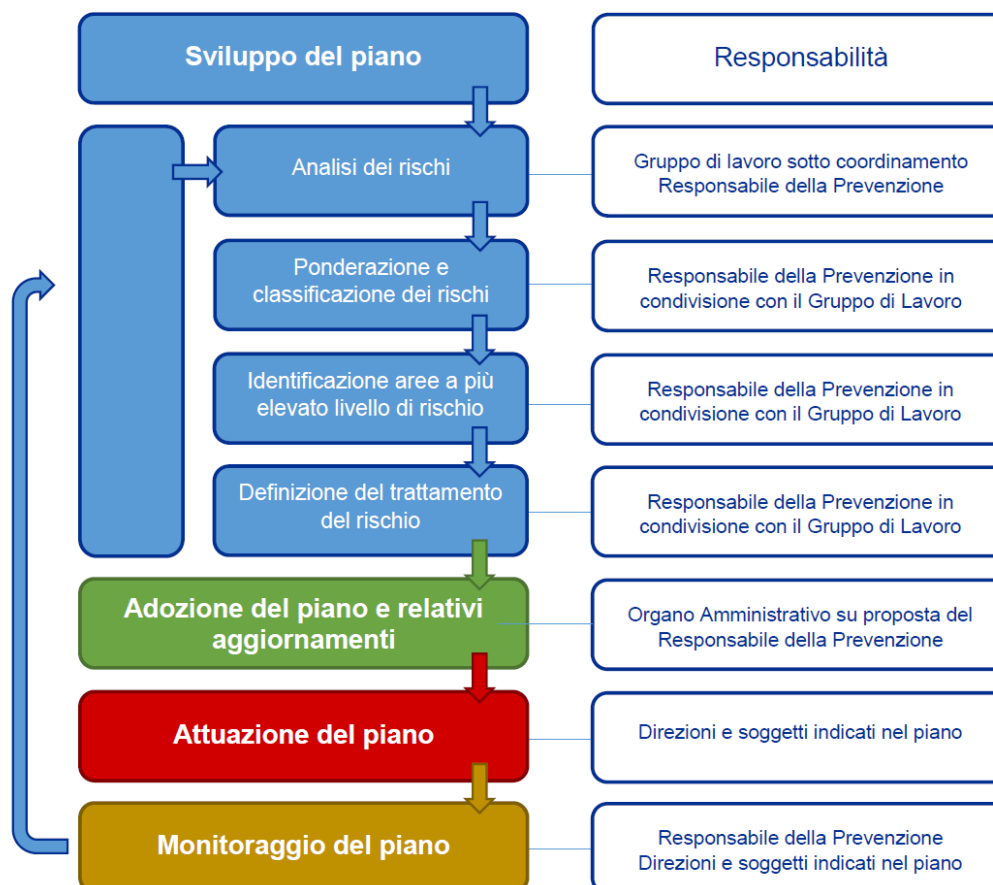 Sviluppo del piano
Responsabilità
Analisi dei rischi
Gruppo di lavoro sotto coordinamento
Responsabile della Prevenzione
Ponderazione e
classificazione dei rischi
Responsabile della Prevenzione in
condivisione con il Gruppo di Lavoro
Identificazione aree a più
elevato livello di rischio
Responsabile della Prevenzione in
condivisione con il Gruppo di Lavoro
Definizione del trattamento
del rischio
Responsabile della Prevenzione in
condivisione con il Gruppo di Lavoro
Adozione del piano e relativi
aggiornamenti
Organo Amministrativo su proposta del
Responsabile della Prevenzione
Attuazione del piano
Direzioni e soggetti indicati nel piano
Monitoraggio del piano
Responsabile della Prevenzione
Direzioni e soggetti indicati nel piano